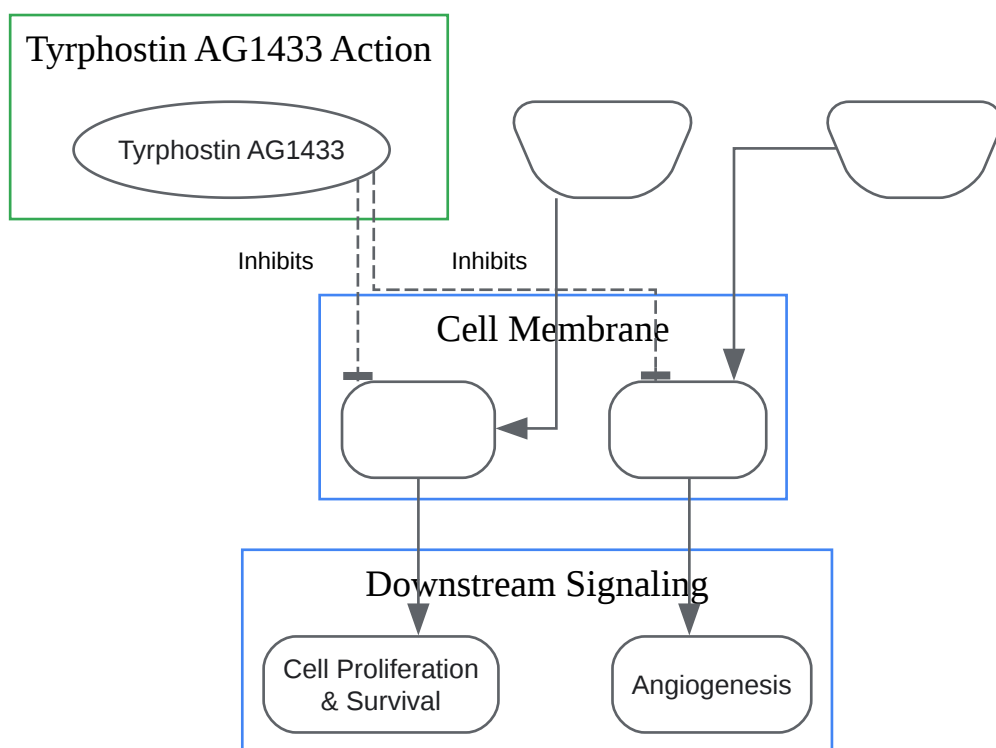 Tyrphostin AG1433 Action
Tyrphostin AG1433
Inhibits
Inhibits
Cell Membrane
Downstream Signaling
Cell Proliferation
& Survival
Angiogenesis